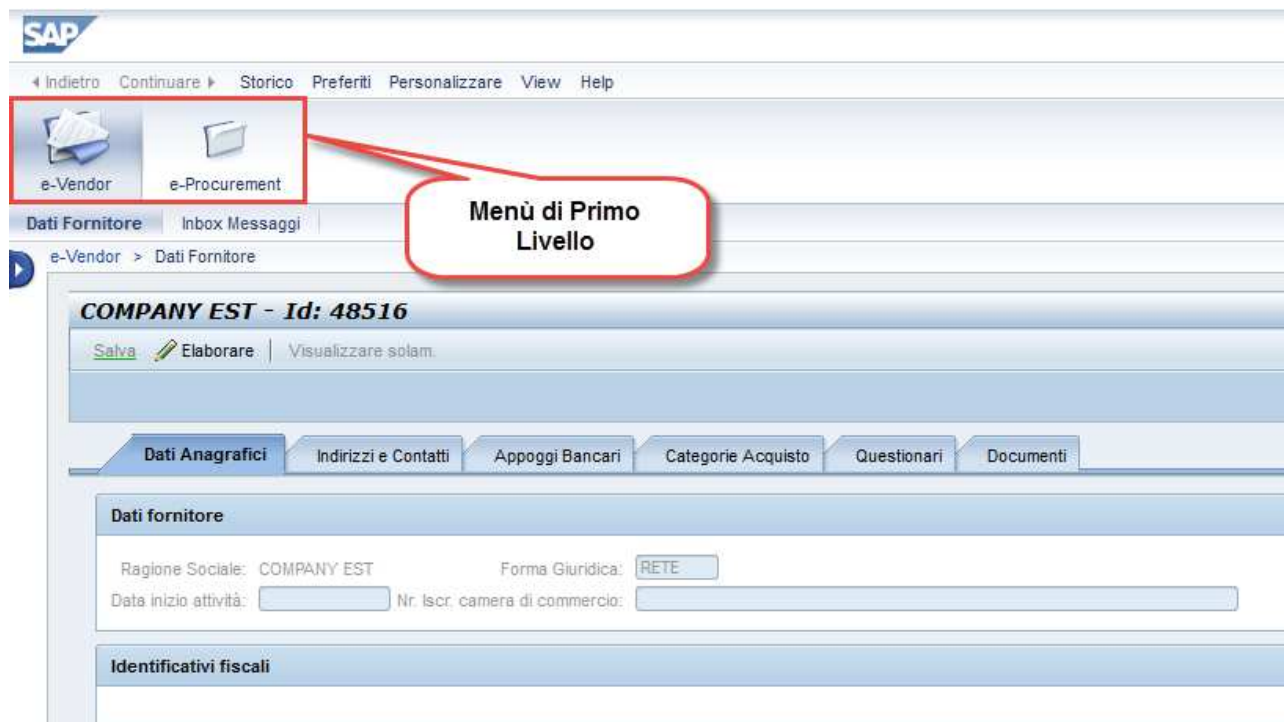 SAP
Indietro Continuare Storico Preferiti Personalizzare View Help
e-Vendor e-Procurement
Menù di Primo
Livello
Dati Fornitore Inbox Messaggi
e-Vendor > Dati Fornitore
COMPANY EST - Id: 48516
Salva Elaborare Visualizzare solam.
Dati Anagrafici Indirizzi e Contatti Appoggi Bancari Categorie Acquisto Questionari Documenti
Dati fornitore
Ragione Sociale: COMPANY EST Forma Giuridica: RETE
Data inizio attività: Nr. Iscr. camera di commercio:
Identificativi fiscali